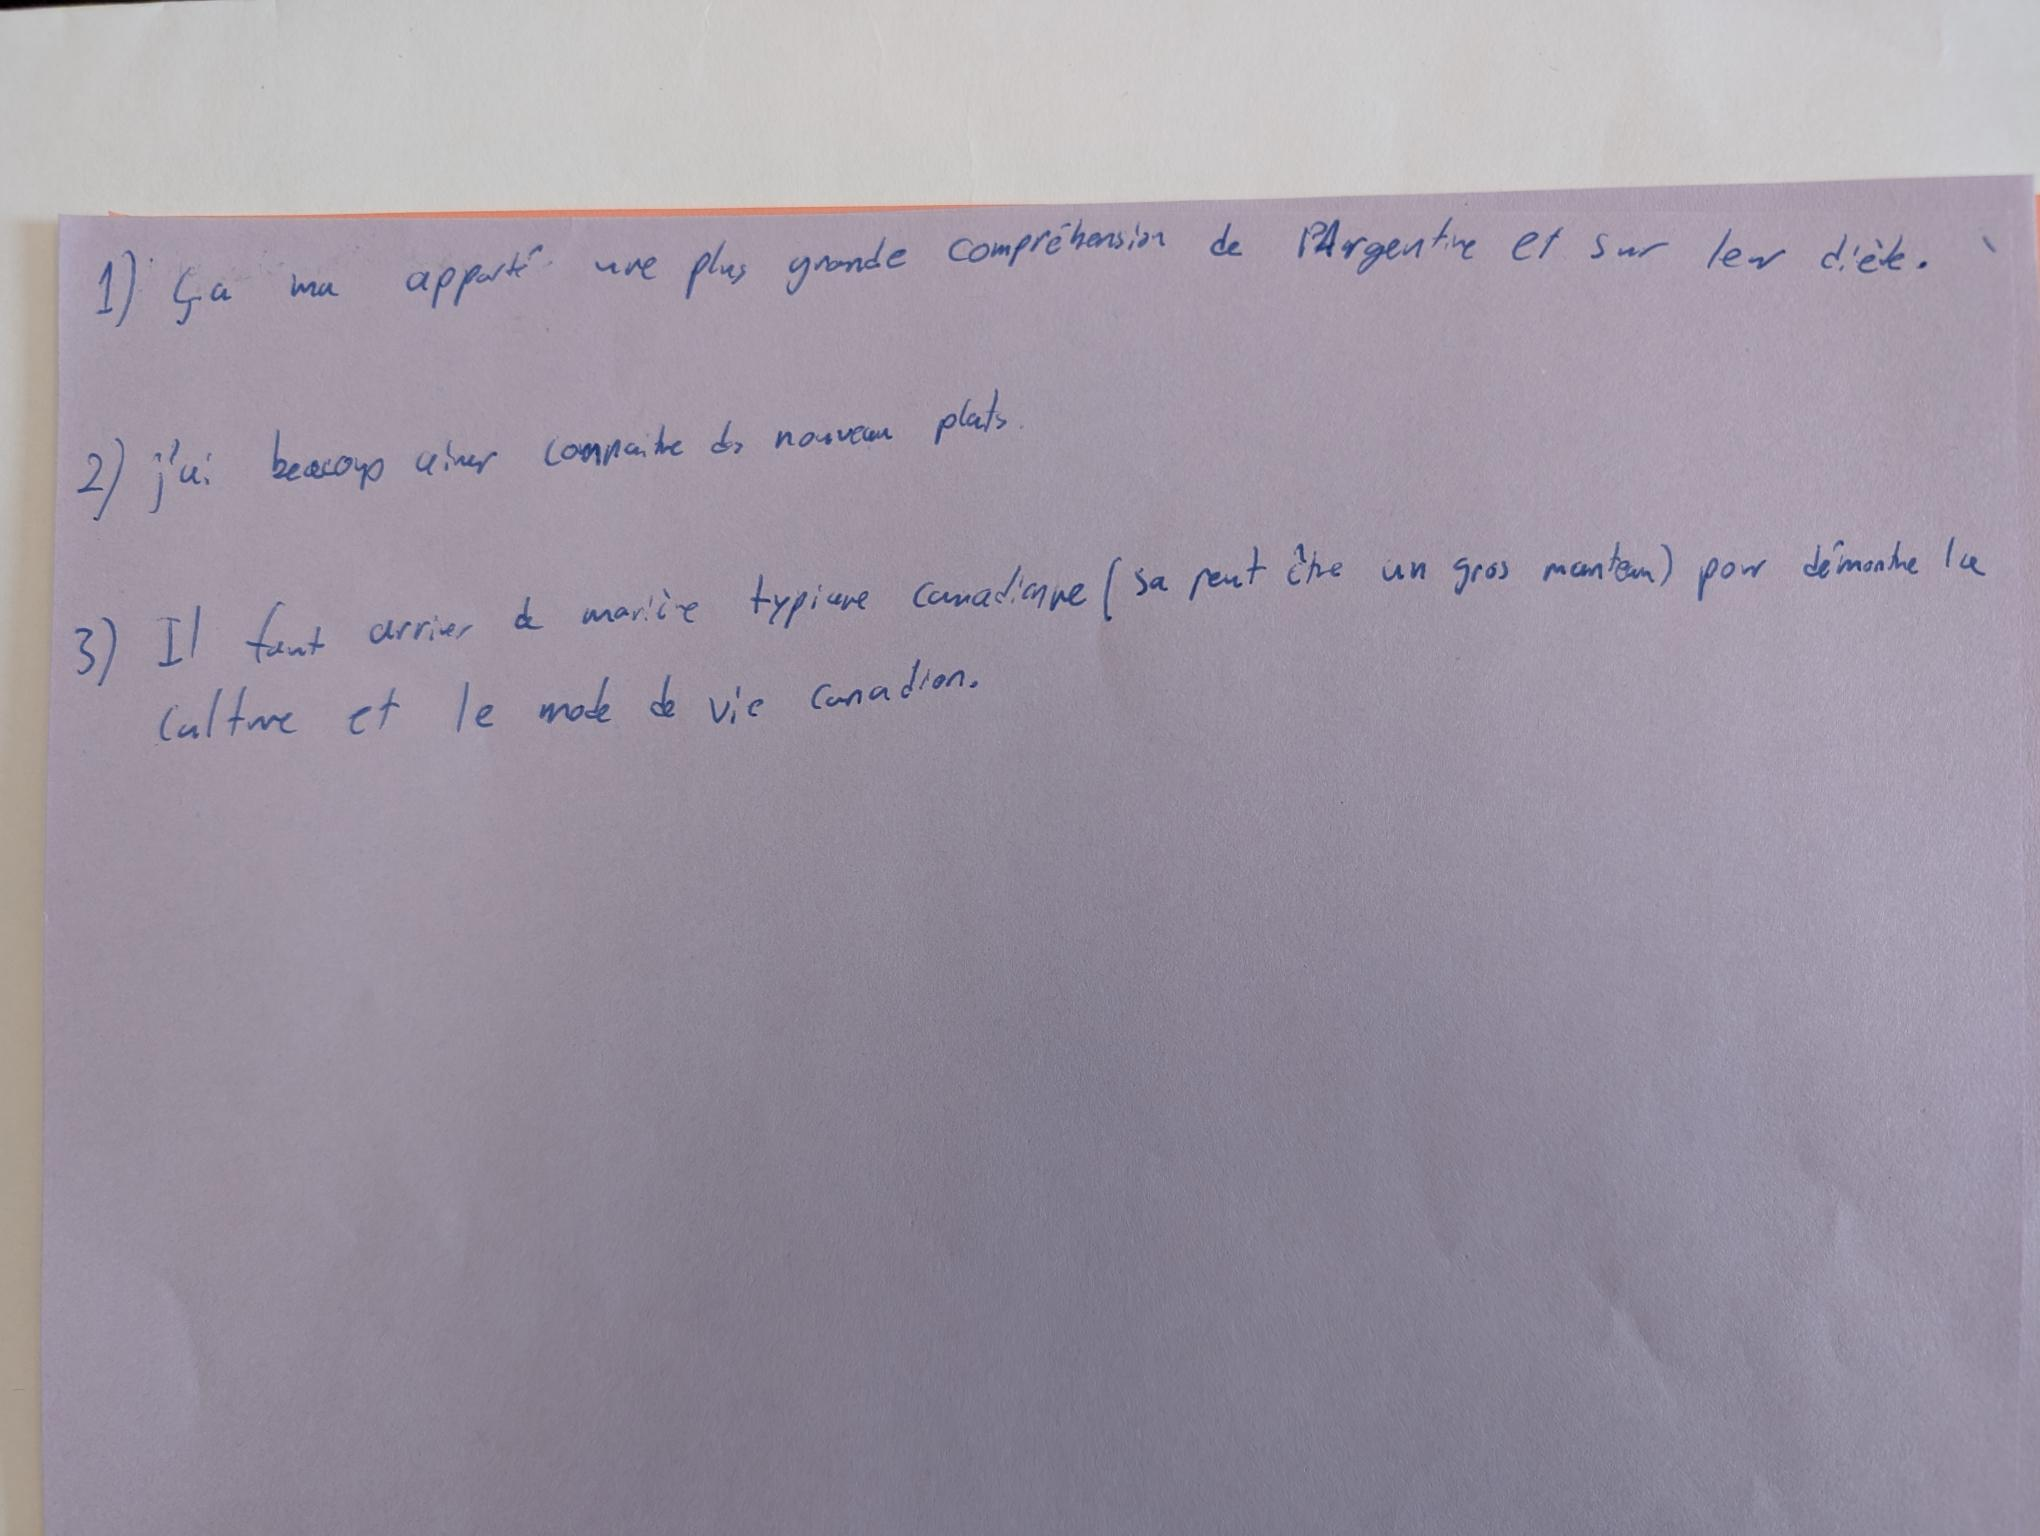 1) Ça ma apporté une plus grande compréhension de l'Argentine et sur leur diète.
2) j'ai beaucoup aimer connaitre des nouveau plats.
3) Il faut arriver de manière typique canadienne (sa peut être un gros manteau) pour démontre la
culture et le mode de vie canadien.